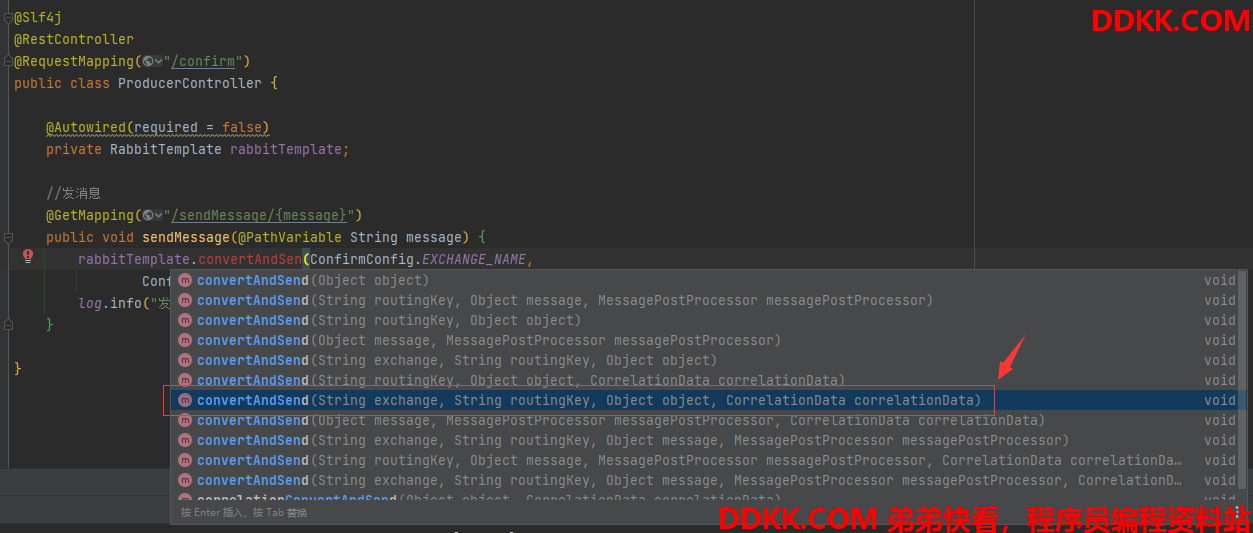 @Slf4j
DDKK.COM
@RestController
@RequestMapping("/confirm")
public class ProducerController {
@Autowired(required = false)
private RabbitTemplate rabbitTemplate;
//发消息
@GetMapping("/sendMessage/{message}")
public void sendMessage(@PathVariable String message) {
rabbitTemplate.convertAndSen(ConfirmConfig.EXCHANGE_NAME,
Conf
convertAndSend(Object object) void
convertAndSend(String routingKey, Object message, MessagePostProcessor messagePostProcessor) void
log.info("发
convertAndSend(String routingKey, Object object) void
}
convertAndSend(Object message, MessagePostProcessor messagePostProcessor) void
convertAndSend(String exchange, String routingKey, Object object) void
}
convertAndSend(String routingKey, Object object, CorrelationData correlationData) void
convertAndSend(String exchange, String routingKey, Object object, CorrelationData correlationData) void
convertAndSend(Object message, MessagePostProcessor messagePostProcessor, CorrelationData correlationData) void
convertAndSend(String exchange, String routingKey, Object message, MessagePostProcessor messagePostProcessor) void
convertAndSend(String routingKey, Object message, MessagePostProcessor messagePostProcessor, CorrelationData correlationDa… void
convertAndSend(String exchange, String routingKey, Object message, MessagePostProcessor messagePostProcessor, CorrelationD… void
correlationConvertAndSend(Object object, CorrelationData correlationData) void
按 Enter 插入，按 Tab 替换
DDKK.COM 弟弟快看，程序员编程资料站